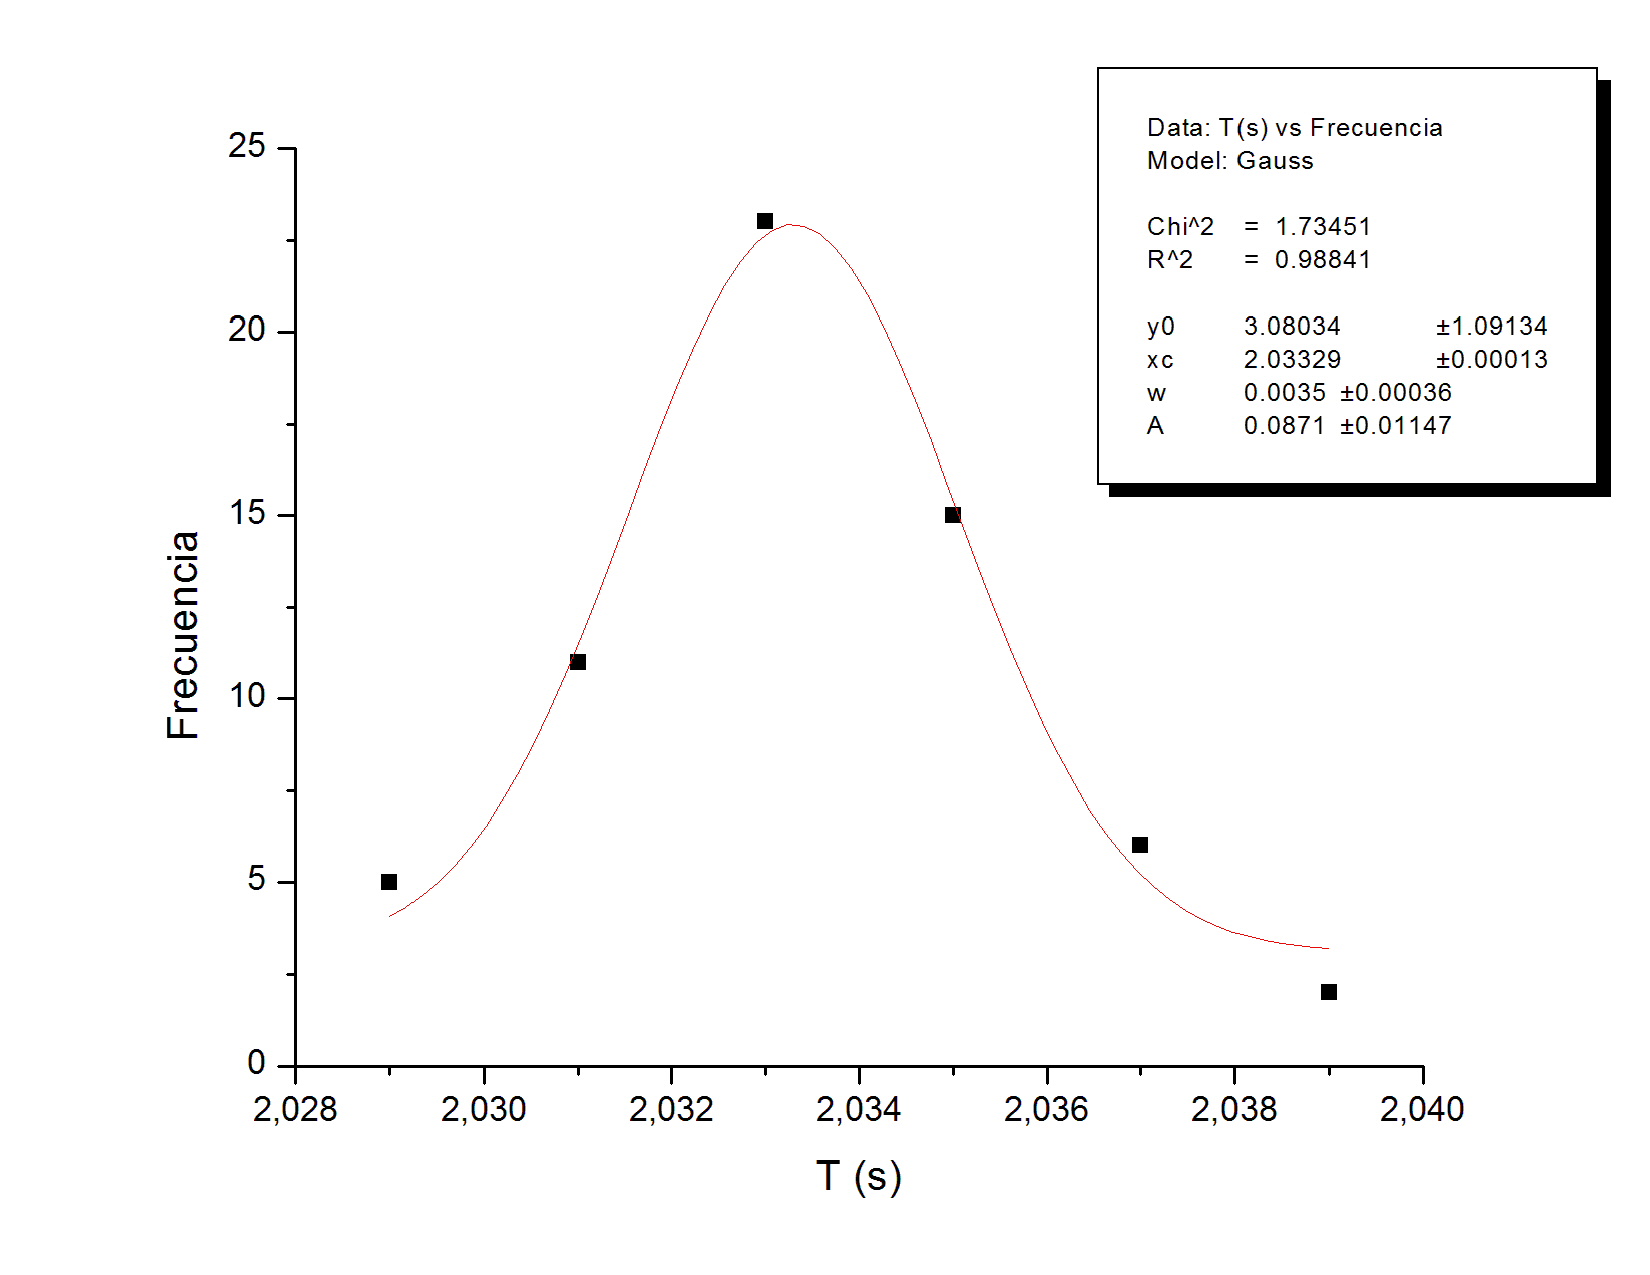 Data: T(s) vs Frecuencia
Model: Gauss
Chi^2 = 1.73451
R^2 = 0.98841
y0 3.08034 ±1.09134
xc 2.03329 ±0.00013
w 0.0035 ±0.00036
A 0.0871 ±0.01147
25
20
15
10
5
0
Frecuencia
2,028 2,030 2,032 2,034 2,036 2,038 2,040
T (s)